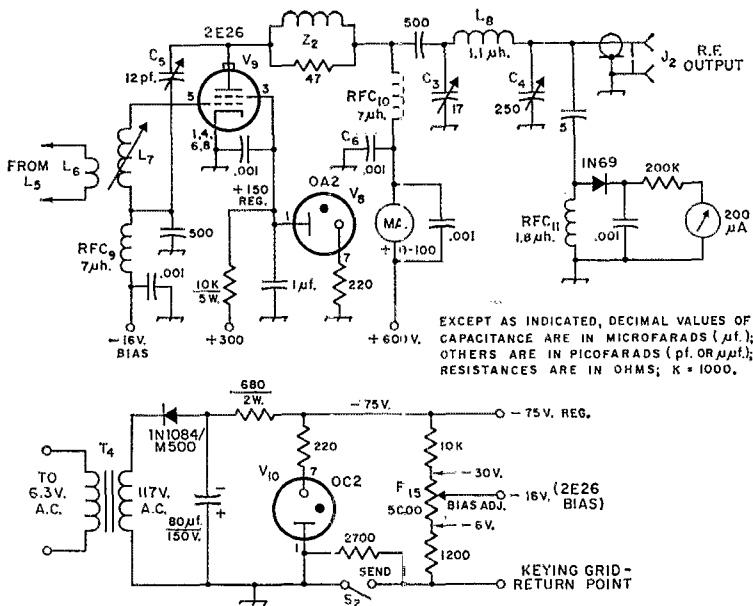 2E26
Z₂
500
L₈
C₅
12pf.
V₉
47
1.1 μh.
J₂
R.F.
OUTPUT
5
3
RFC₁₀
7μh.
C₃
17
C₄
250
FROM
L₅
L₆
L₇
1,4,
6,8
.001
C₆
.001
5
+150
REG.
OA2
V₈
1N69
200K
RFC₉
7μh.
500
1
MA.
+ 0-100
.001
RFC₁₁
1.8μh.
.001
200
μA
.001
7
10K
5W.
1μf.
220
-16V.
BIAS
+300
+600V.
EXCEPT AS INDICATED, DECIMAL VALUES OF
CAPACITANCE ARE IN MICROFARADS (μf.);
OTHERS ARE IN PICOFARADS (pf. OR μμf.);
RESISTANCES ARE IN OHMS; K = 1000.
680
2W.
-75V.
-75V. REG.
1N1084/
M500
T₄
220
10K
TO
6.3V.
A.C.
117V.
A.C.
V₁₀
7
OC2
-30V.
F 15
5000
BIAS ADJ.
-16V. (2E26
BIAS)
80μf.
150V.
-
+
-6V.
1
2700
1200
SEND
S₂
KEYING GRID-
RETURN POINT